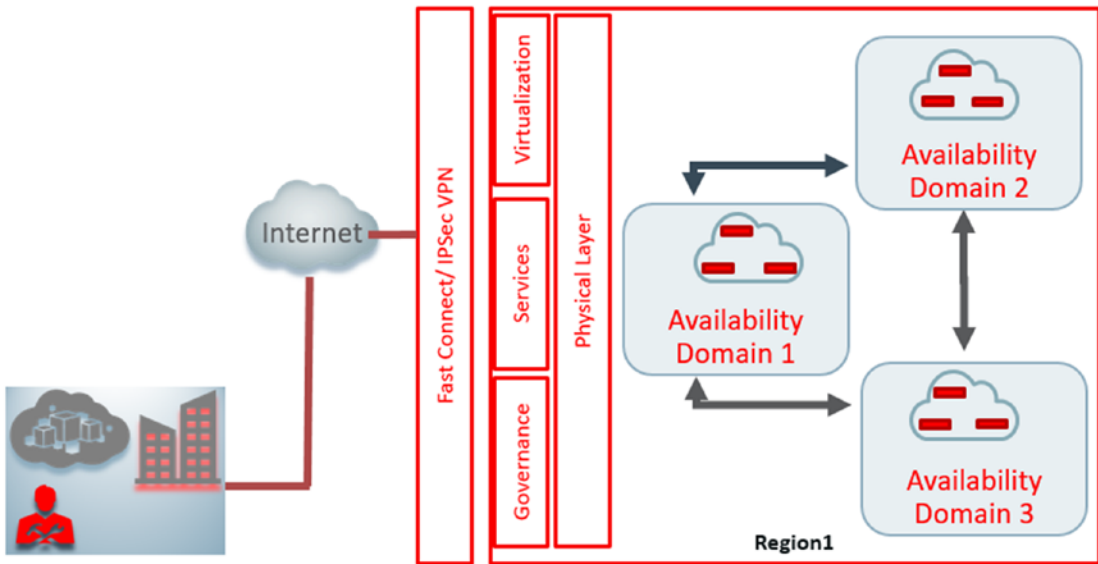 Internet
Fast Connect/ IPSec VPN
Virtualization
Services
Governance
Physical Layer
Availability
Domain 1
Availability
Domain 2
Availability
Domain 3
Region1